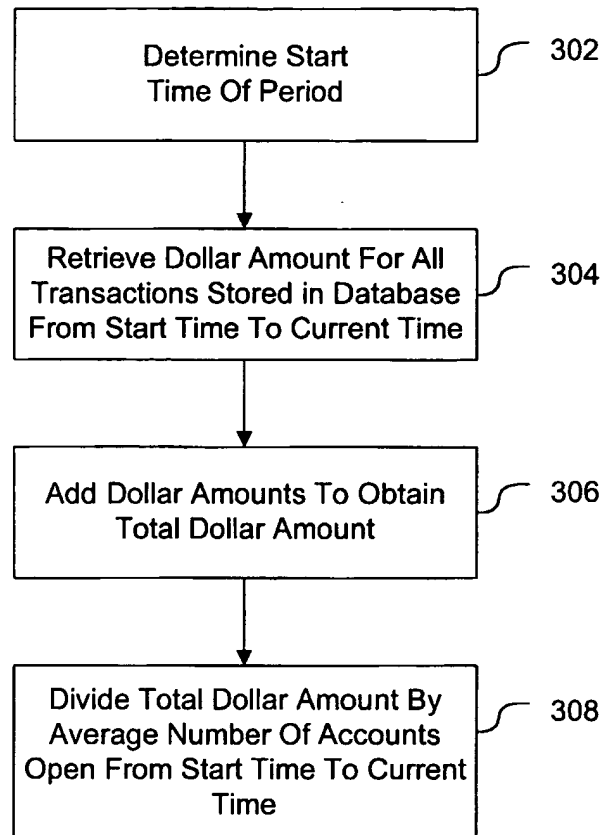 Determine Start
Time Of Period
302
Retrieve Dollar Amount For All
Transactions Stored in Database
From Start Time To Current Time
304
Add Dollar Amounts To Obtain
Total Dollar Amount
306
Divide Total Dollar Amount By
Average Number Of Accounts
Open From Start Time To Current
Time
308